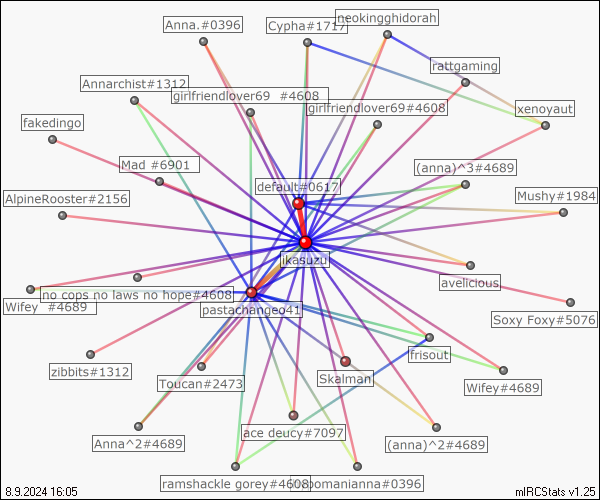 Anna.#0396
Cypha#1717
neokingghidorah
rattgaming
Annarchist#1312
girlfriendlover69 #4608
girlfriendlover69#4608
xenoyaut
fakedingo
Mad #6901
(anna)^3#4689
default#0617
AlpineRooster#2156
Mushy#1984
jkasuzu
avelicious
no cops no laws no hope#4608
Wifey #4689
pastachangeo41
Soxy Foxy#5076
frisout
zibbits#1312
Toucan#2473
Skalman
Wifey#4689
Anna^2#4689
ace deucy#7097
(anna)^2#4689
ramshackle gorey#4608
pomanianna#0396
8.9.2024 16:05
mIRCStats v1.25